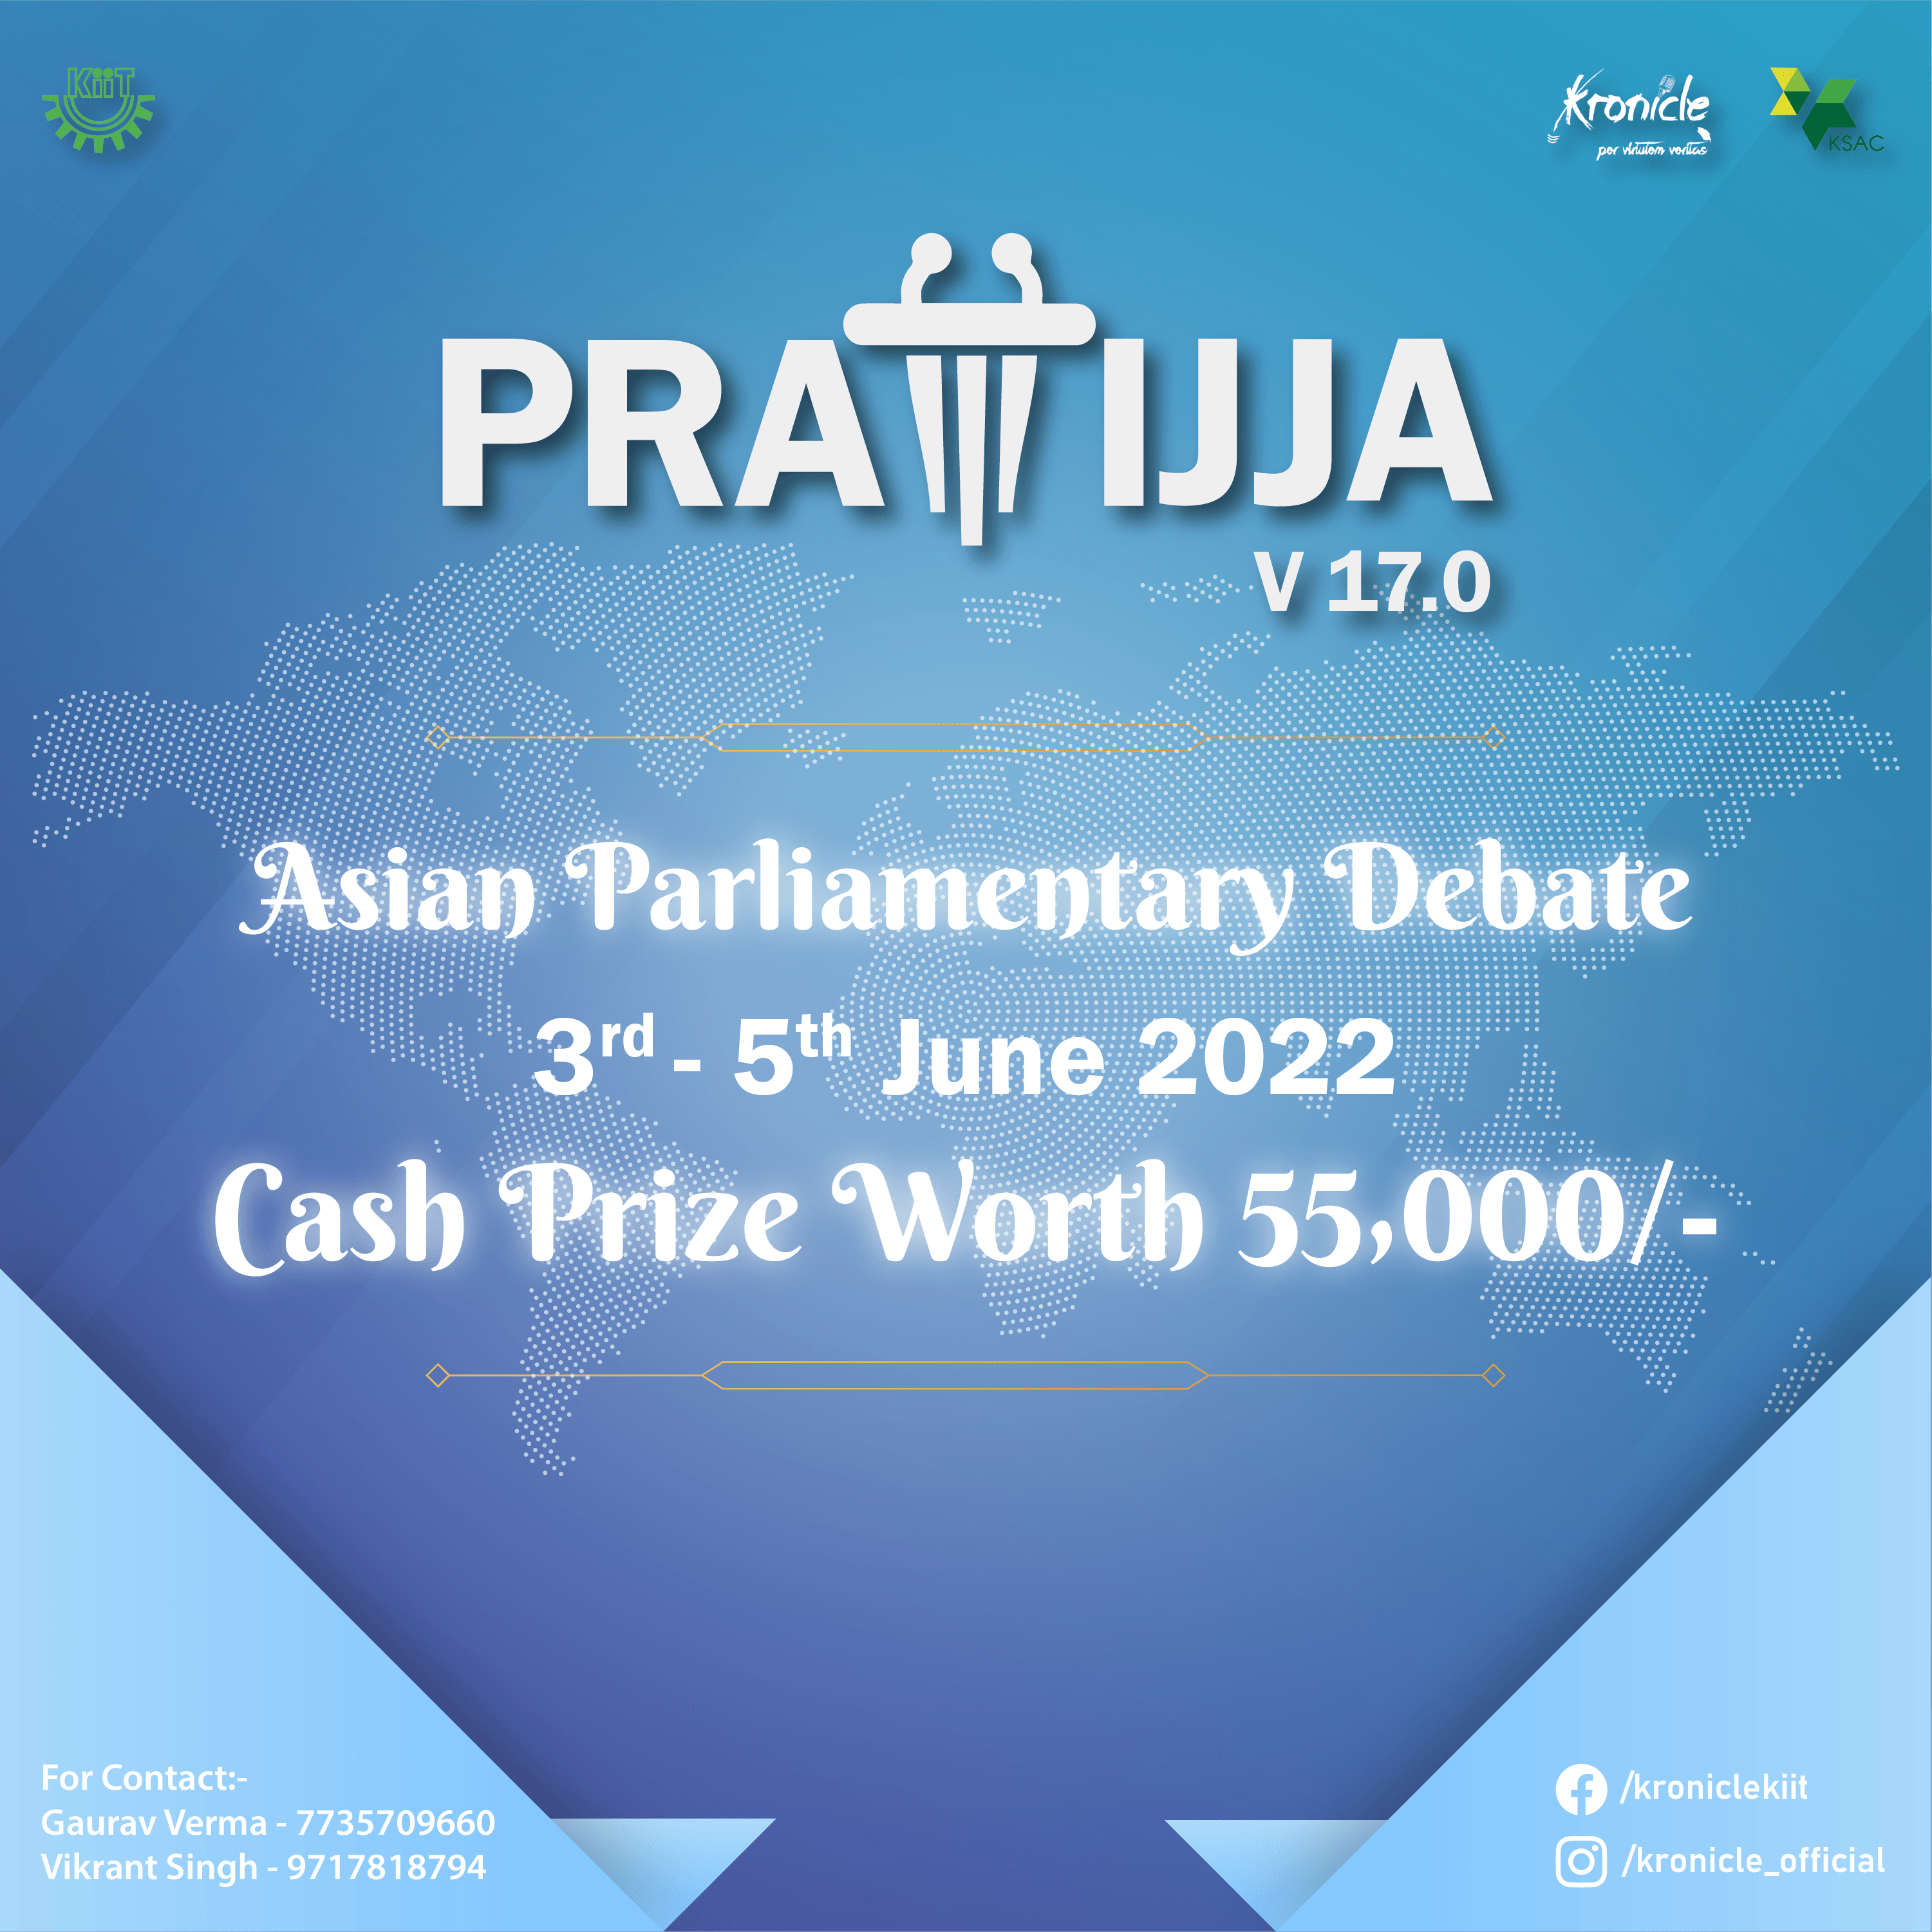 KiiT
Kronicle
per virtutem veritas
KSAC
PRATIJJA
V 17.0
Asian Parliamentary Debate
3rd - 5th June 2022
Cash Prize Worth 55,000/-
For Contact:-
Gaurav Verma - 7735709660
Vikrant Singh - 9717818794
/kroniclekiit
/kronicle_official